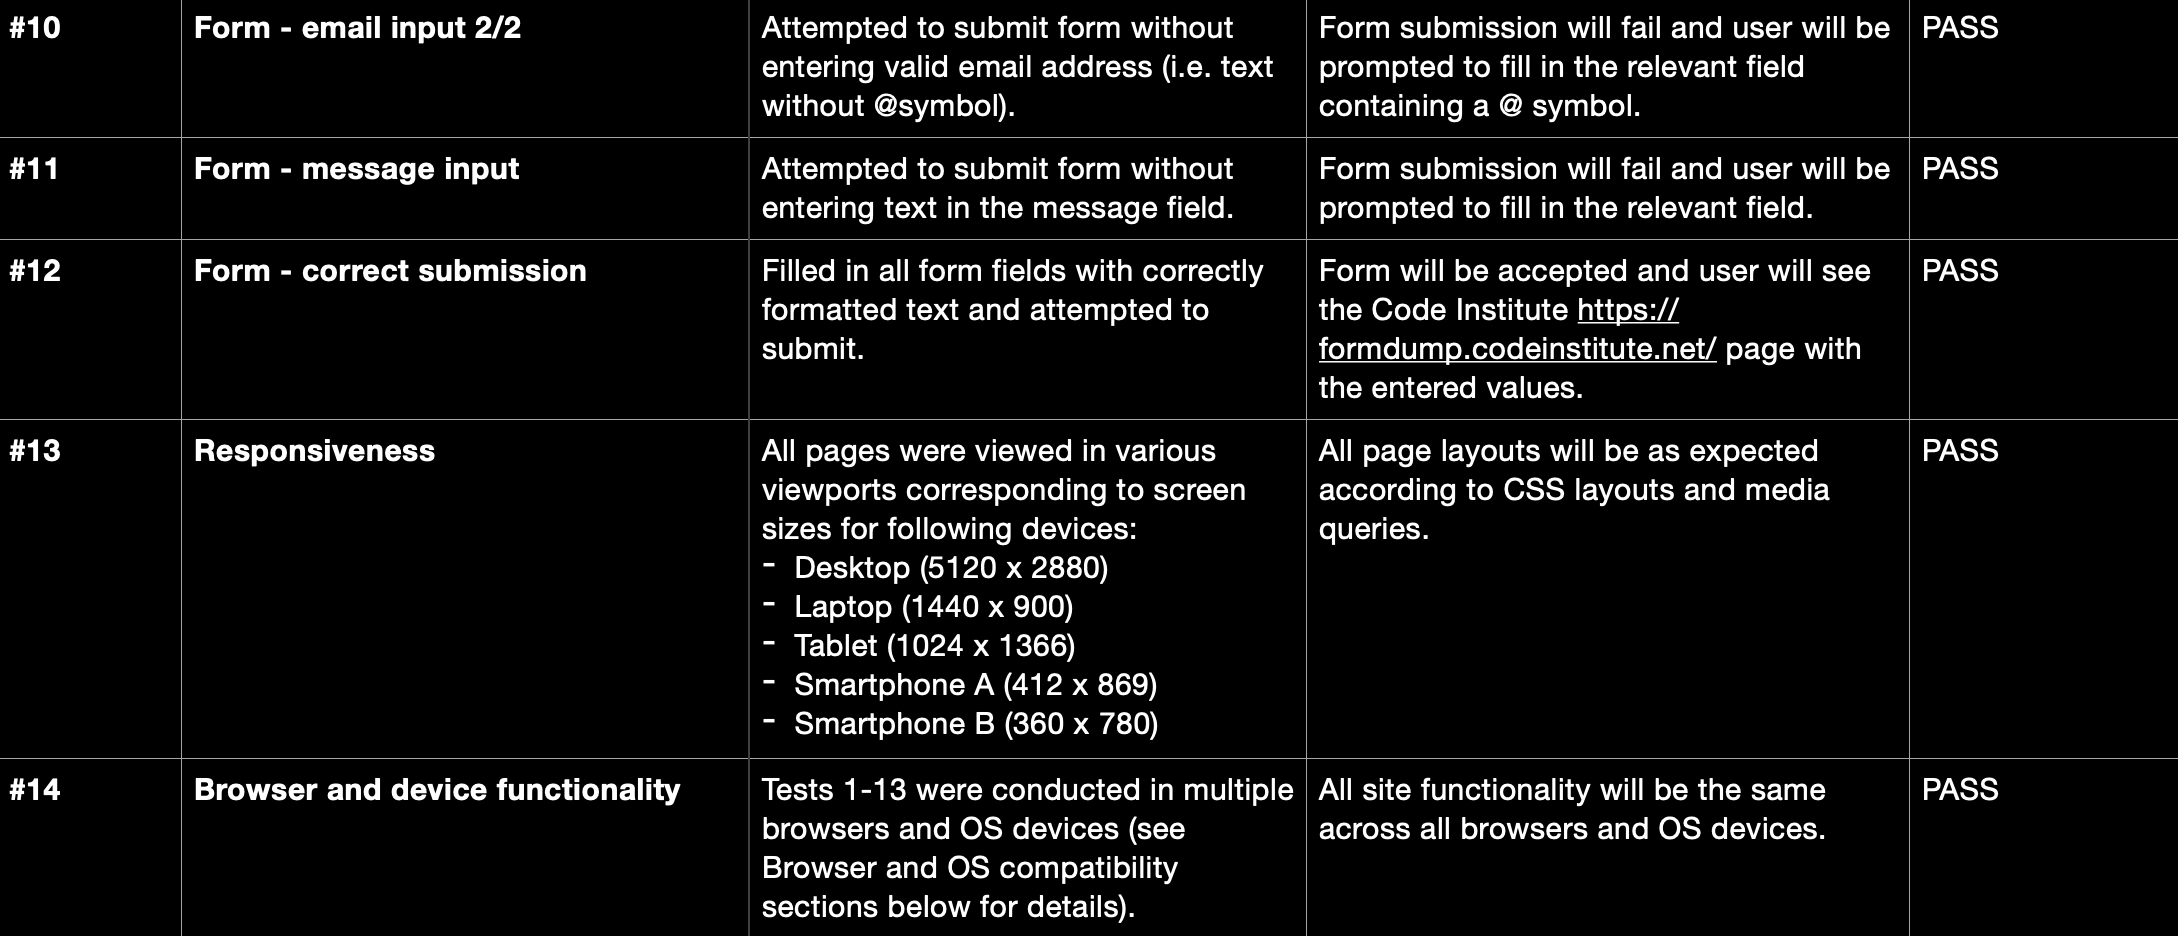 #10
Form - email input 2/2
Attempted to submit form without
entering valid email address (i.e. text
without @symbol).
Form submission will fail and user will be
prompted to fill in the relevant field
containing a @ symbol.
PASS
#11
Form - message input
Attempted to submit form without
entering text in the message field.
Form submission will fail and user will be
prompted to fill in the relevant field.
PASS
#12
Form - correct submission
Filled in all form fields with correctly
formatted text and attempted to
submit.
Form will be accepted and user will see
the Code Institute https://
formdump.codeinstitute.net/ page with
the entered values.
PASS
#13
Responsiveness
All pages were viewed in various
viewports corresponding to screen
sizes for following devices:
- Desktop (5120 x 2880)
- Laptop (1440 x 900)
- Tablet (1024 x 1366)
- Smartphone A (412 x 869)
- Smartphone B (360 x 780)
All page layouts will be as expected
according to CSS layouts and media
queries.
PASS
#14
Browser and device functionality
Tests 1-13 were conducted in multiple
browsers and OS devices (see
Browser and OS compatibility
sections below for details).
All site functionality will be the same
across all browsers and OS devices.
PASS